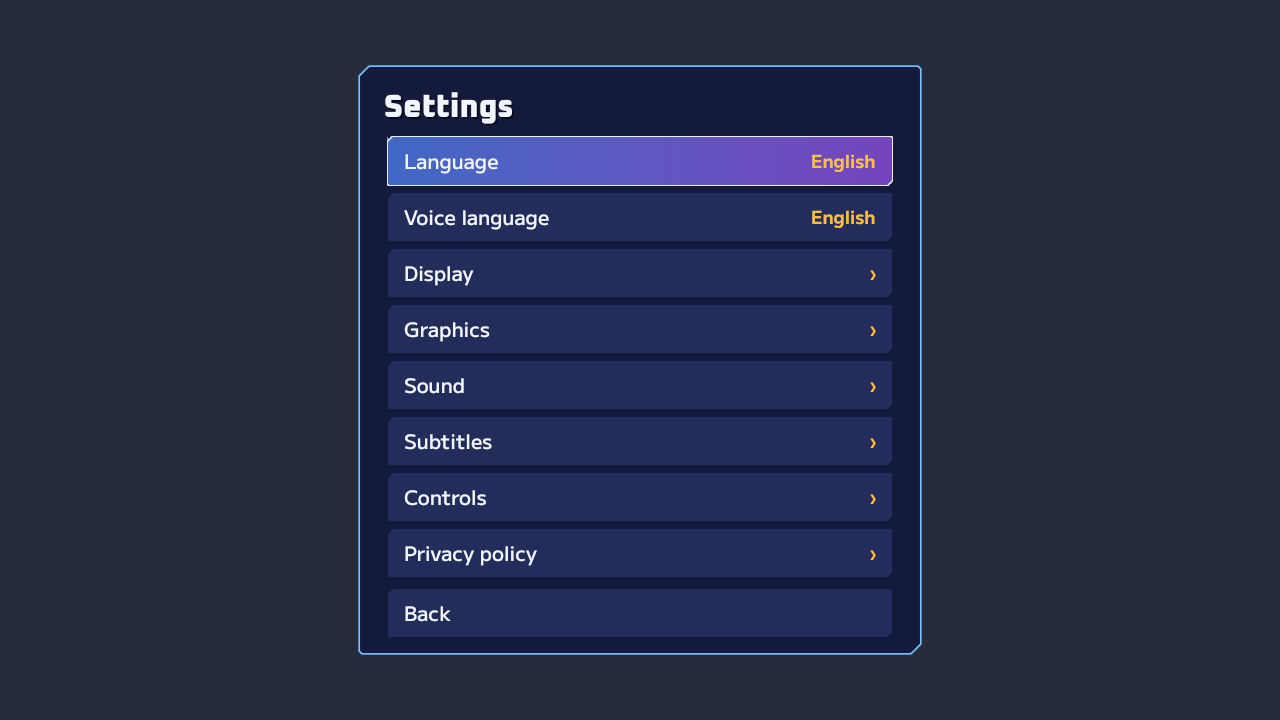 Settings
Language English
Voice language English
Display ›
Graphics ›
Sound ›
Subtitles ›
Controls ›
Privacy policy ›
Back